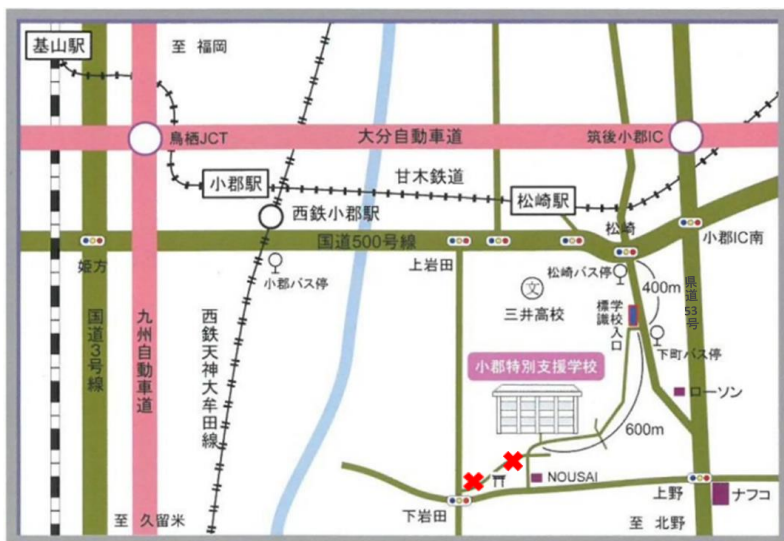 基山駅
至 福岡
鳥栖JCT
大分自動車道
筑後小郡IC
小郡駅
甘木鉄道
松崎駅
西鉄小郡駅
松崎
国道500号線
小郡IC南
姫方
小郡バス停
上岩田
松崎バス停
400m
県道53号
文
三井高校
学校入口標識
下町バス停
国道3号線
九州自動車道
西鉄天神大牟田線
小郡特別支援学校
ローソン
600m
NOUSAI
上野
ナフコ
下岩田
至 久留米
至 北野